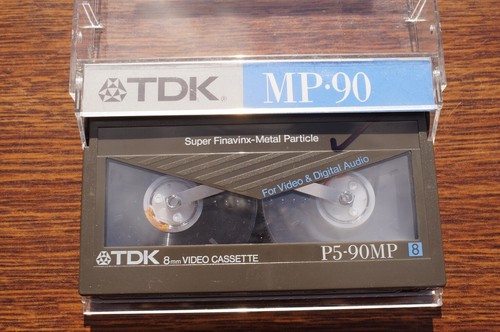 TDK MP·90
Super Finavinx-Metal Particle
For Video & Digital Audio
TDK 8mm VIDEO CASSETTE P5-90MP 8